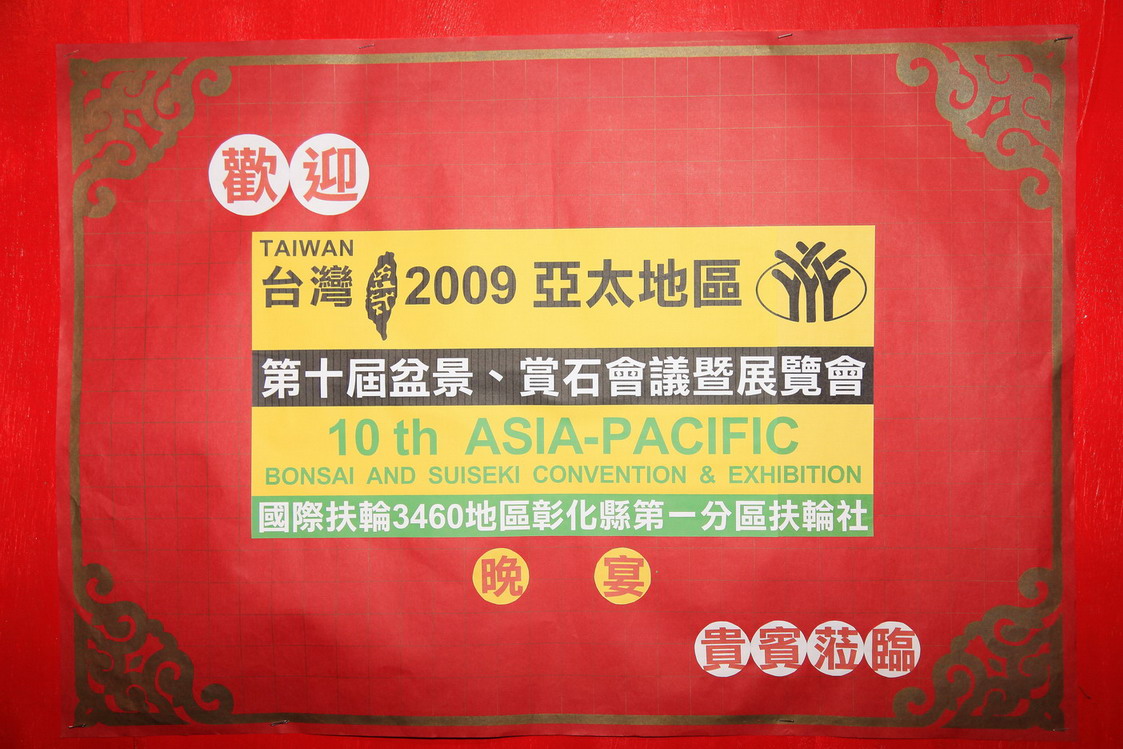 歡迎
TAIWAN
台灣 2009 亞太地區
第十屆盆景、賞石會議暨展覽會
10 th ASIA-PACIFIC
BONSAI AND SUISEKI CONVENTION & EXHIBITION
國際扶輪3460地區彰化縣第一分區扶輪社
晚宴
貴賓蒞臨